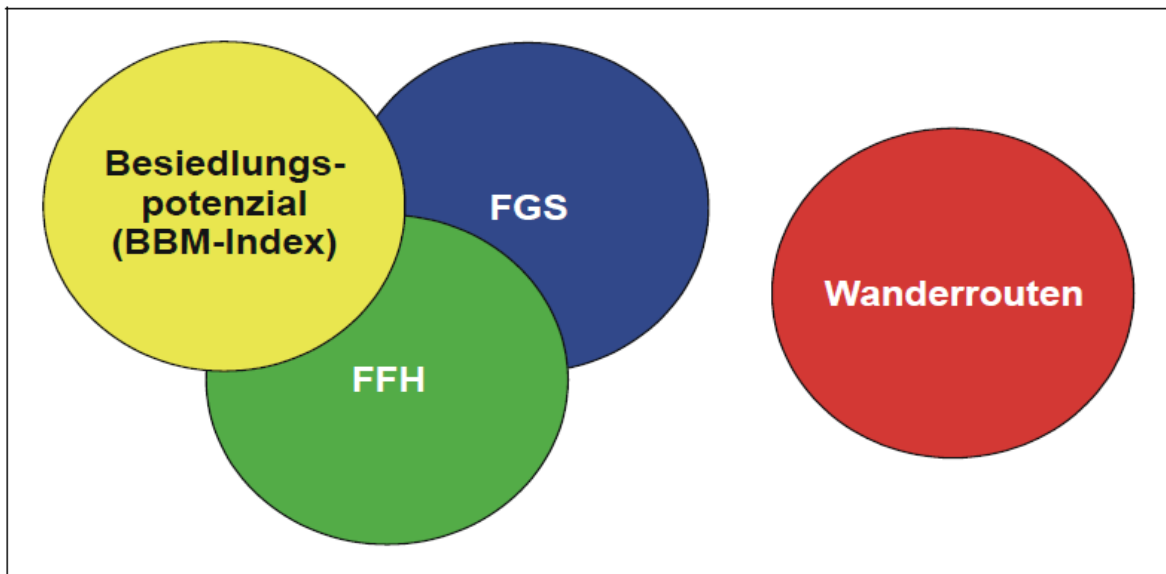 Besiedlungs-
potenzial
(BBM-Index)
FGS
FFH
Wanderrouten